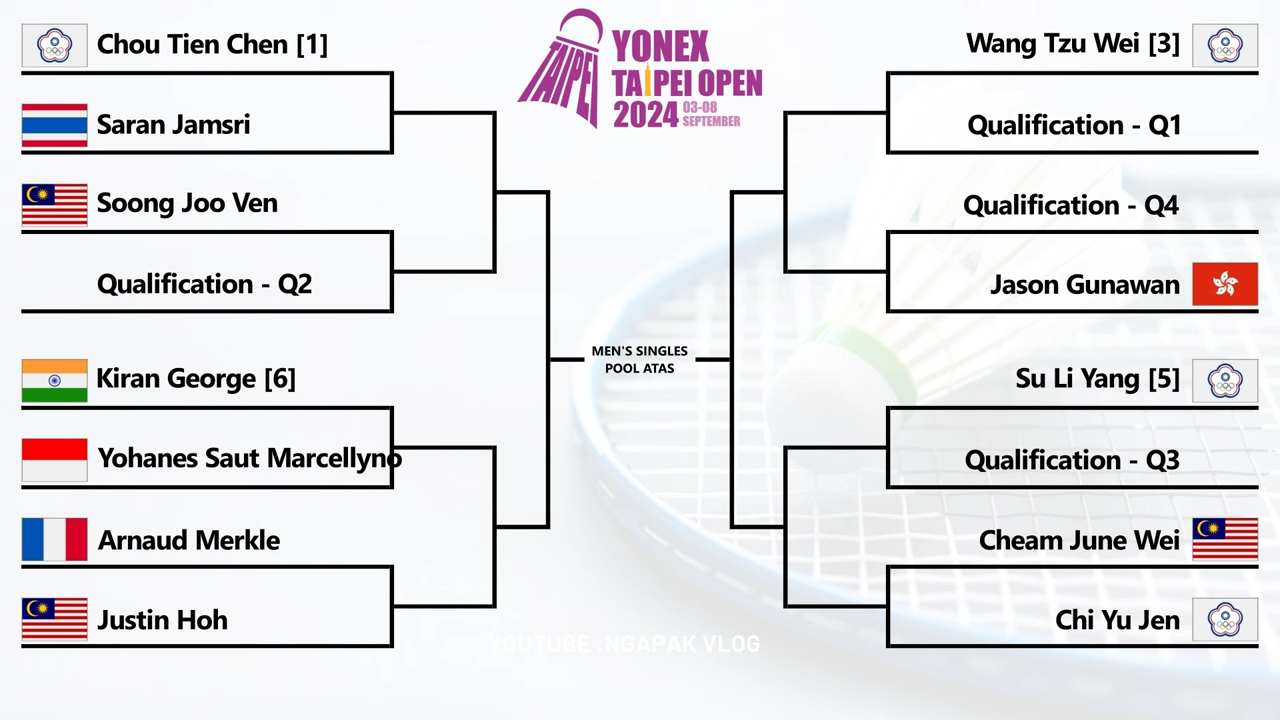 Chou Tien Chen [1]
Saran Jamsri
Soong Joo Ven
Qualification - Q2
Kiran George [6]
Yohanes Saut Marcellyno
Arnaud Merkle
Justin Hoh
TAIPEI
YONEX
TAIPEI OPEN
2024 03-08
SEPTEMBER
MEN'S SINGLES
POOL ATAS
YOUTUBE :NGAPAK VLOG
Wang Tzu Wei [3]
Qualification - Q1
Qualification - Q4
Jason Gunawan
Su Li Yang [5]
Qualification - Q3
Cheam June Wei
Chi Yu Jen